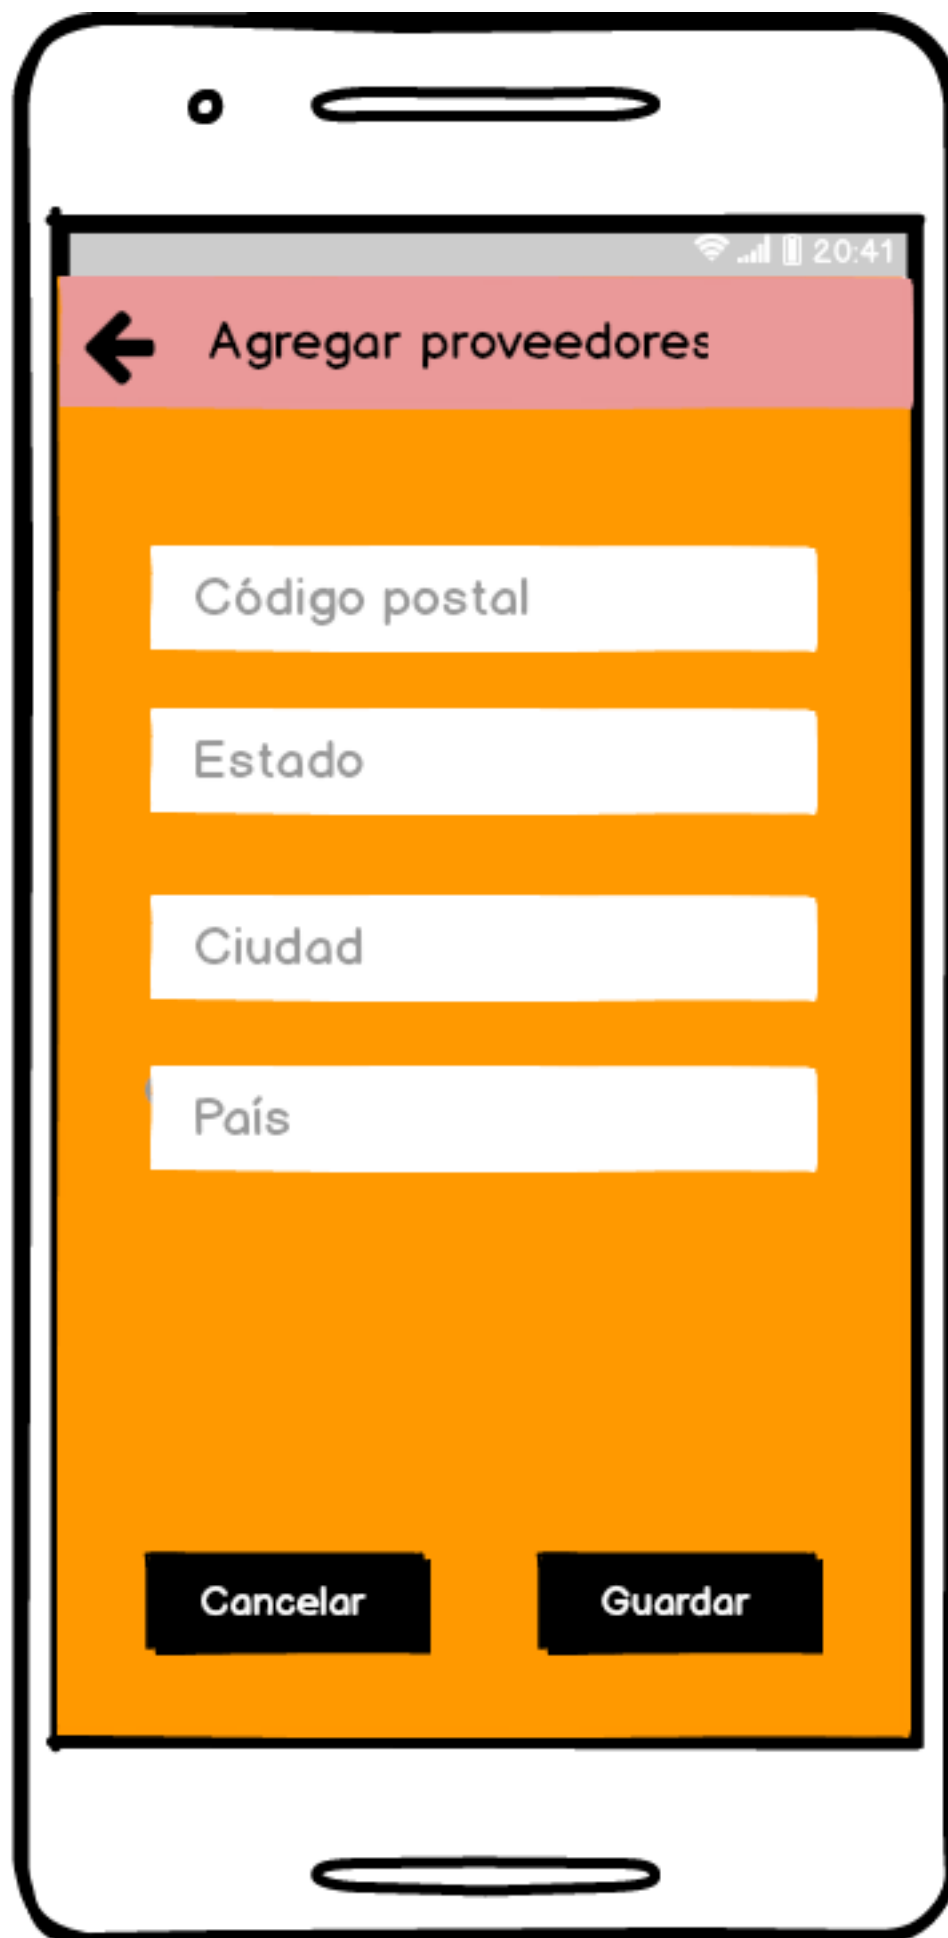 20:41
Agregar proveedores
Código postal
Estado
Ciudad
País
Cancelar
Guardar